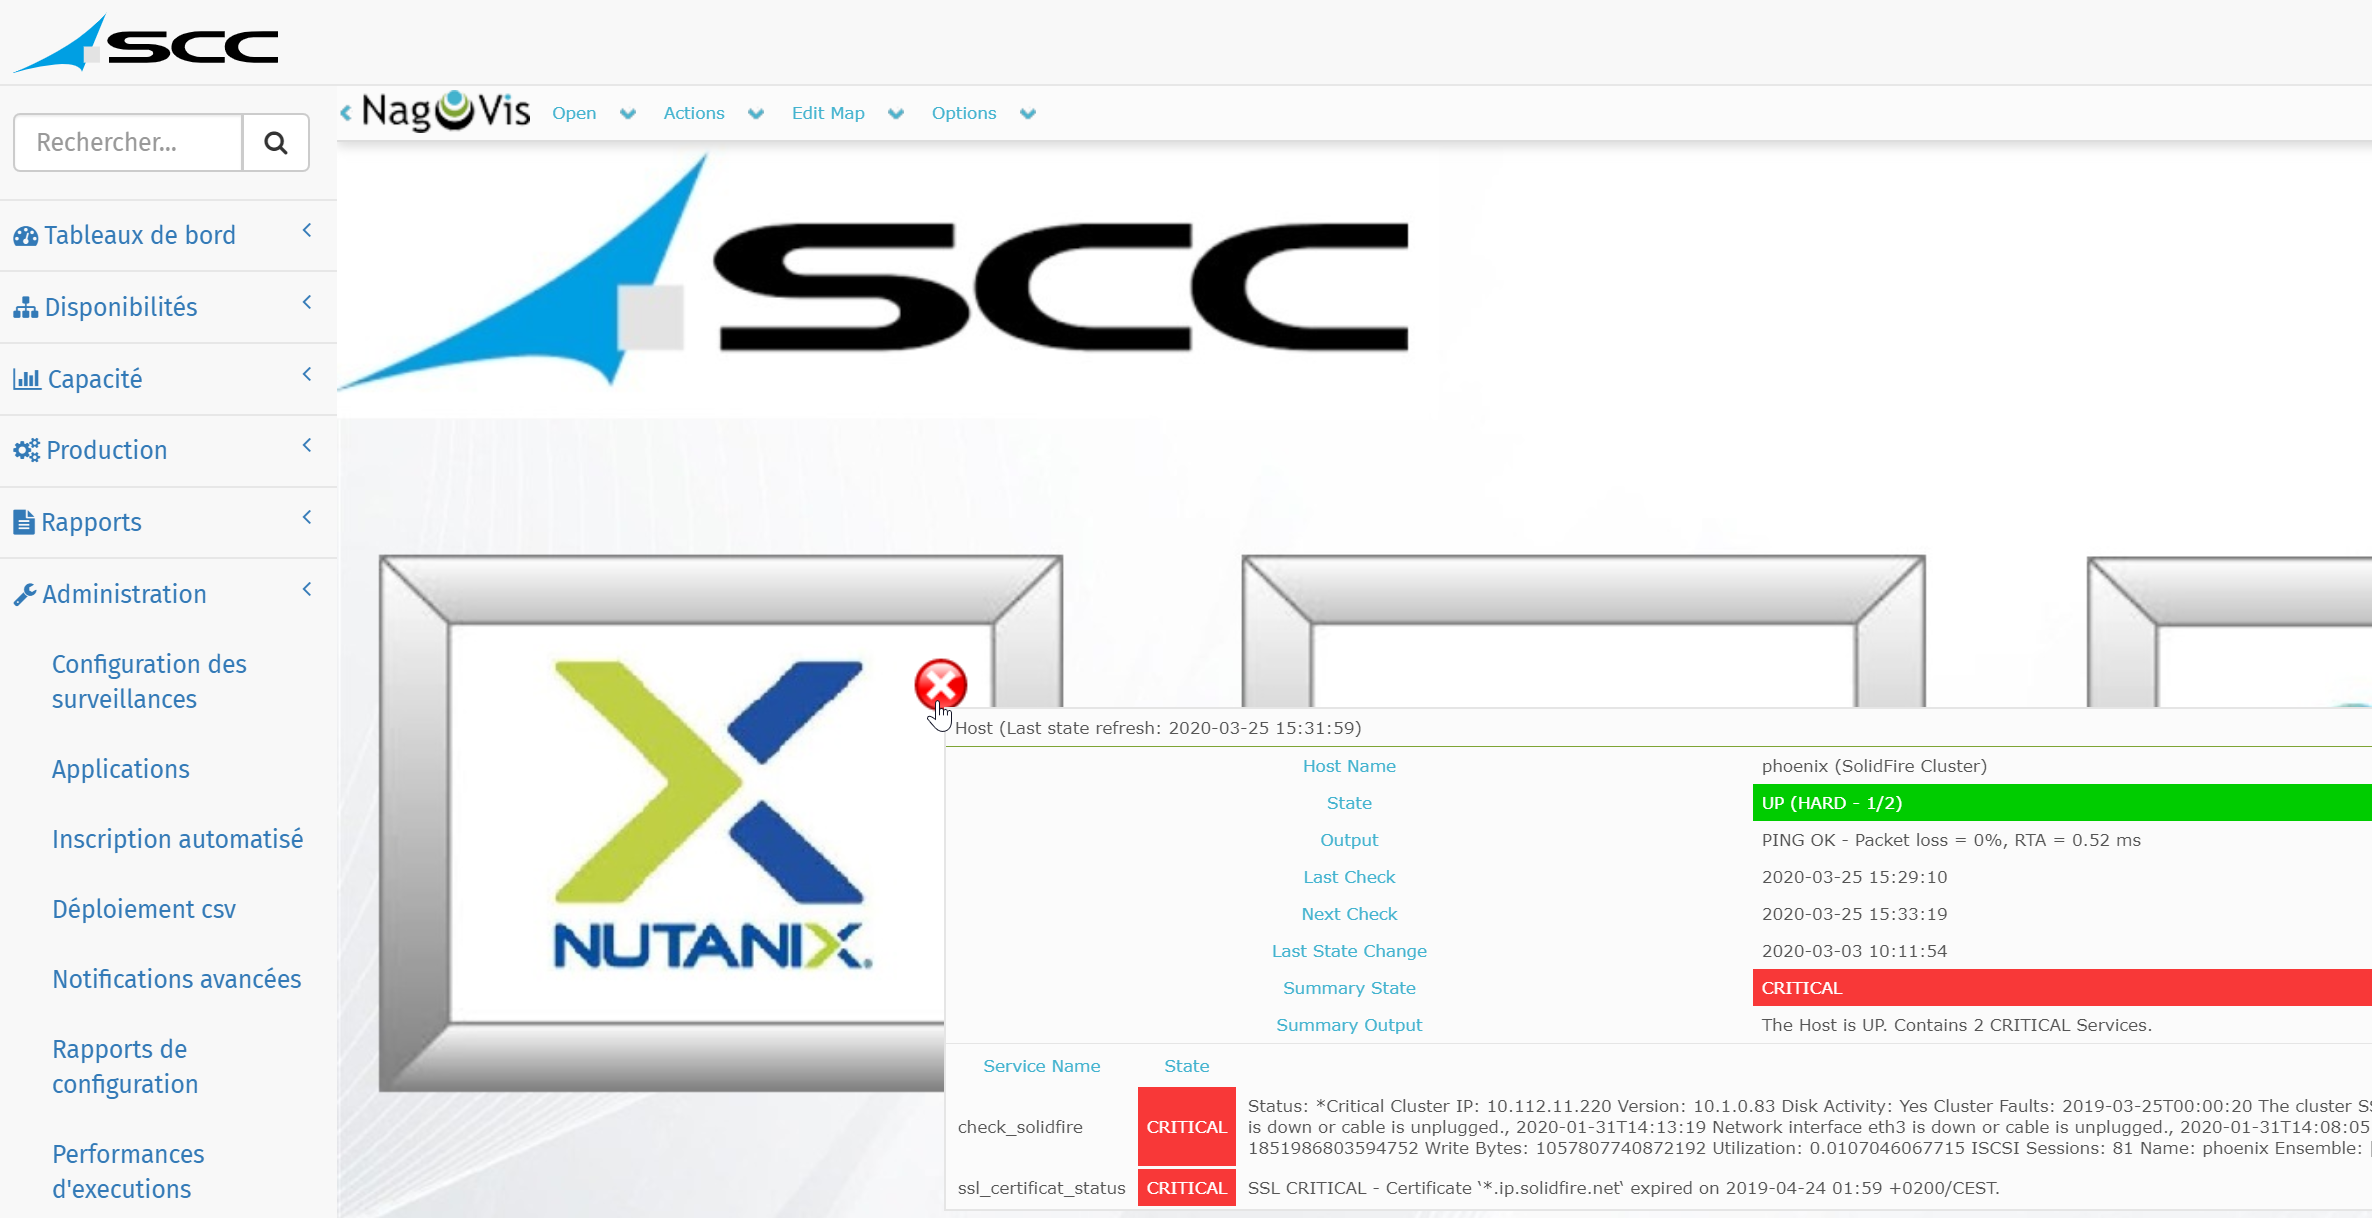 SCC
Rechercher...
Tableaux de bord
Disponibilités
Capacité
Production
Rapports
Administration
Configuration des
surveillances
Applications
Inscription automatisé
Déploiement csv
Notifications avancées
Rapports de
configuration
Performances
d'executions
NagVis Open Actions Edit Map Options
SCC
NUTANIX
Host (Last state refresh: 2020-03-25 15:31:59)
Host Name phoenix (SolidFire Cluster)
State UP (HARD - 1/2)
Output PING OK - Packet loss = 0%, RTA = 0.52 ms
Last Check 2020-03-25 15:29:10
Next Check 2020-03-25 15:33:19
Last State Change 2020-03-03 10:11:54
Summary State CRITICAL
Summary Output The Host is UP. Contains 2 CRITICAL Services.
Service Name State
check_solidfire CRITICAL
Status: *Critical Cluster IP: 10.112.11.220 Version: 10.1.0.83 Disk Activity: Yes Cluster Faults: 2019-03-25T00:00:20 The cluster
is down or cable is unplugged., 2020-01-31T14:13:19 Network interface eth3 is down or cable is unplugged., 2020-01-31T14:08:05
1851986803594752 Write Bytes: 1057807740872192 Utilization: 0.0107046067715 ISCSI Sessions: 81 Name: phoenix Ensemble:
ssl_certificat_status CRITICAL SSL CRITICAL - Certificate '*.ip.solidfire.net' expired on 2019-04-24 01:59 +0200/CEST.